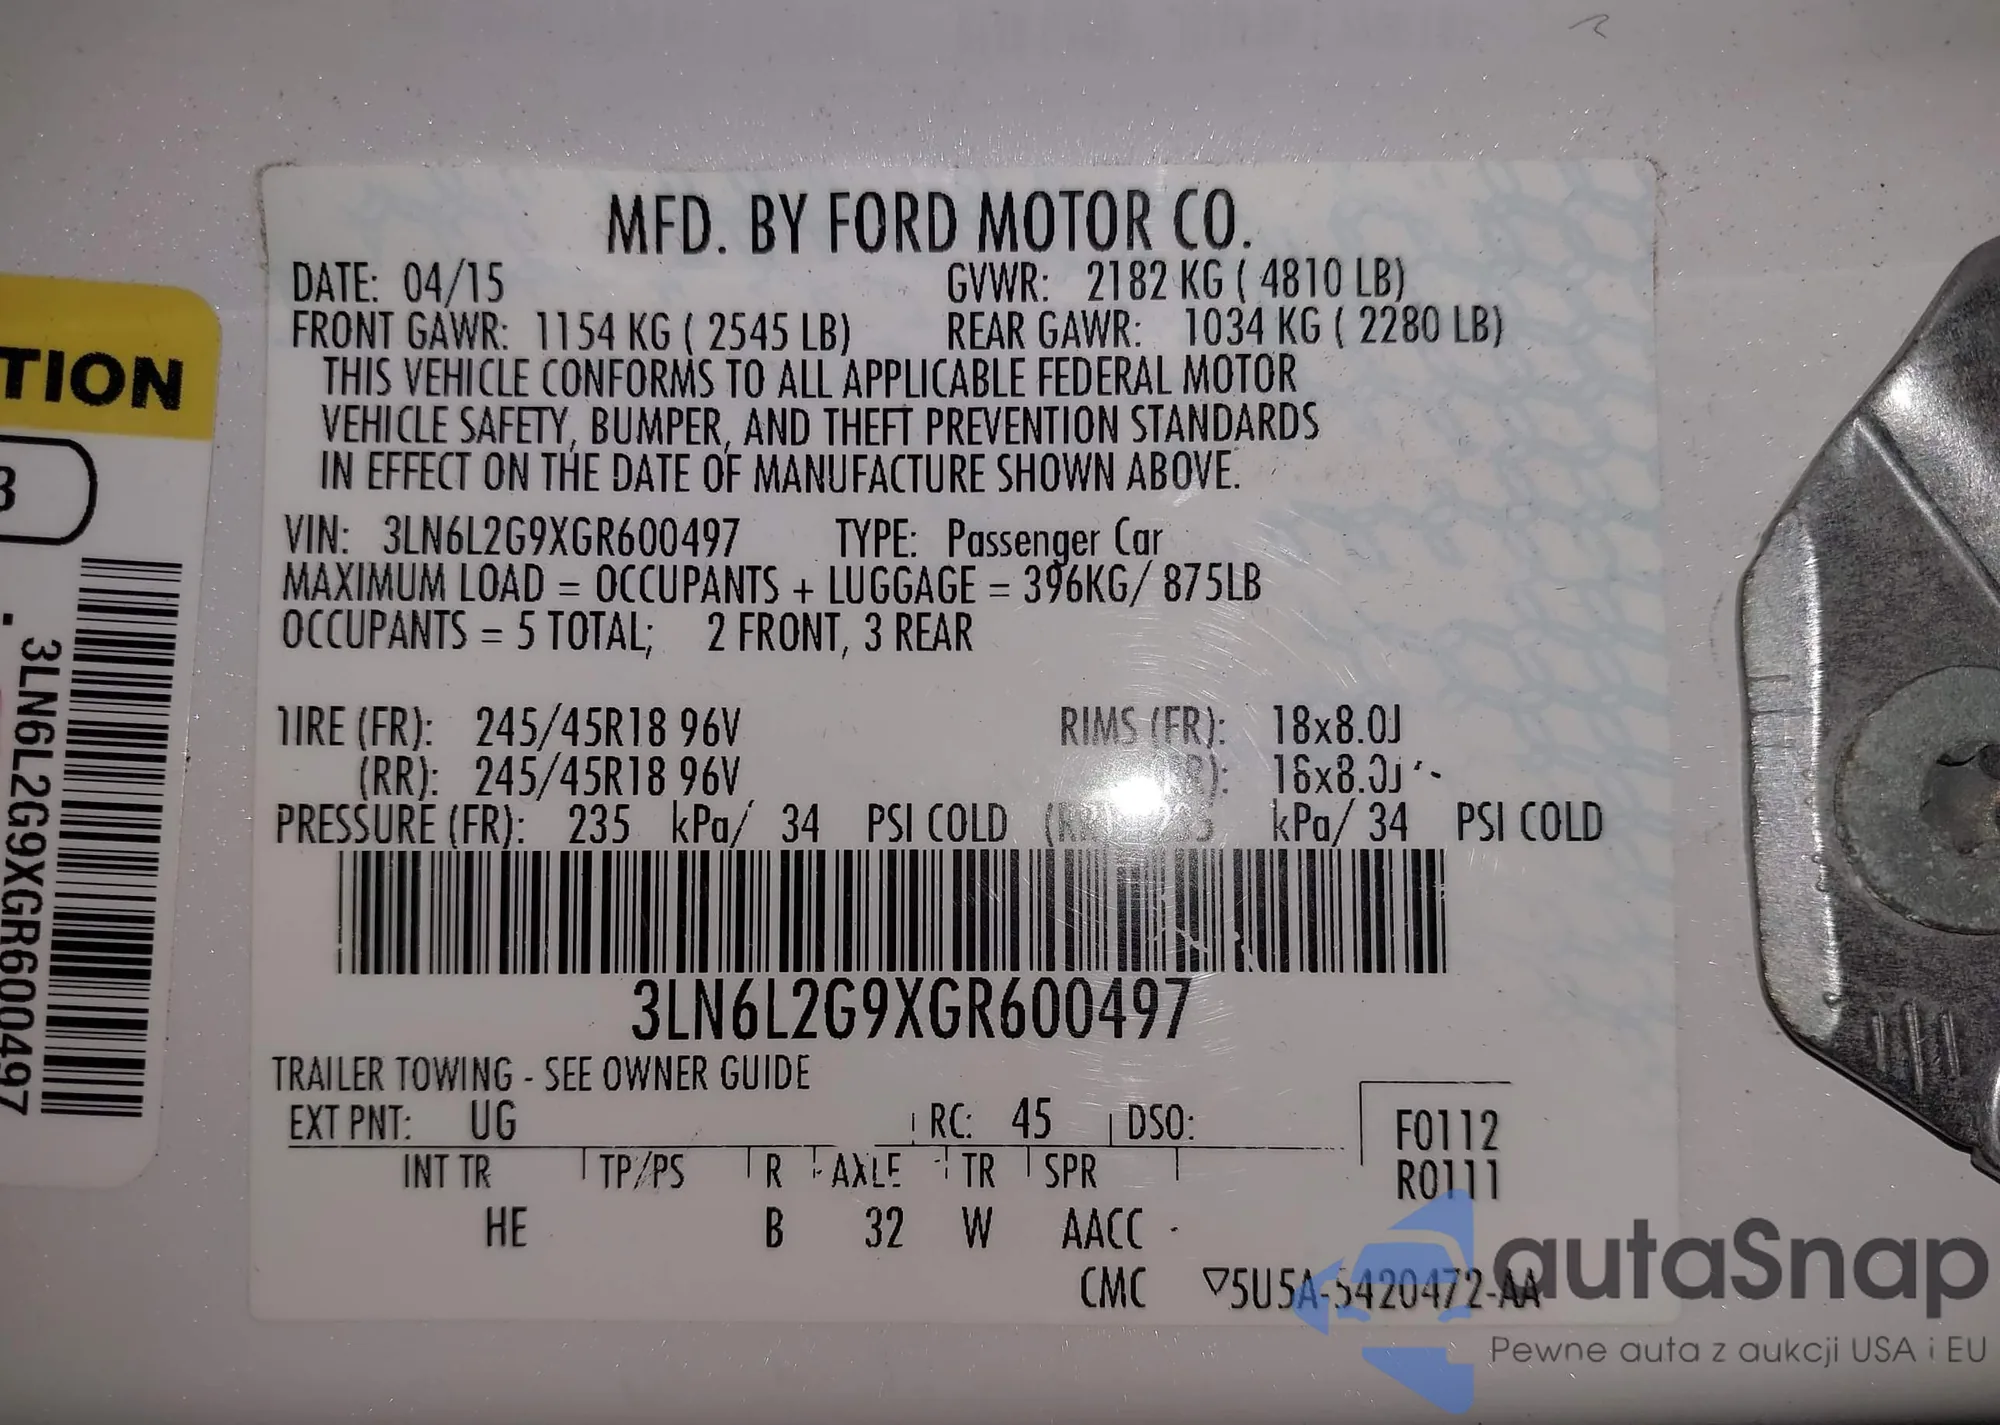 MFD. BY FORD MOTOR CO.
DATE: 04/15 GVWR: 2182 KG ( 4810 LB)
FRONT GAWR: 1154 KG ( 2545 LB) REAR GAWR: 1034 KG ( 2280 LB)
THIS VEHICLE CONFORMS TO ALL APPLICABLE FEDERAL MOTOR
VEHICLE SAFETY, BUMPER, AND THEFT PREVENTION STANDARDS
IN EFFECT ON THE DATE OF MANUFACTURE SHOWN ABOVE.
VIN: 3LN6L2G9XGR600497 TYPE: Passenger Car
MAXIMUM LOAD = OCCUPANTS + LUGGAGE = 396KG/ 875LB
OCCUPANTS = 5 TOTAL; 2 FRONT, 3 REAR
TIRE (FR): 245/45R18 96V RIMS (FR): 18x8.0J
(RR): 245/45R18 96V 18x8.0J
PRESSURE (FR): 235 kPa/ 34 PSI COLD kPa/ 34 PSI COLD
3LN6L2G9XGR600497
TRAILER TOWING - SEE OWNER GUIDE
EXT PNT: UG RC: 45 DSO: F0112
INT TR TP/PS R AXLE TR SPR R0111
HE B 32 W AACC
CMC ▽5U5A-5420472-AA
TION
3
3LN6L2G9XGR600497
autaSnap
Pewne auta z aukcji USA i EU